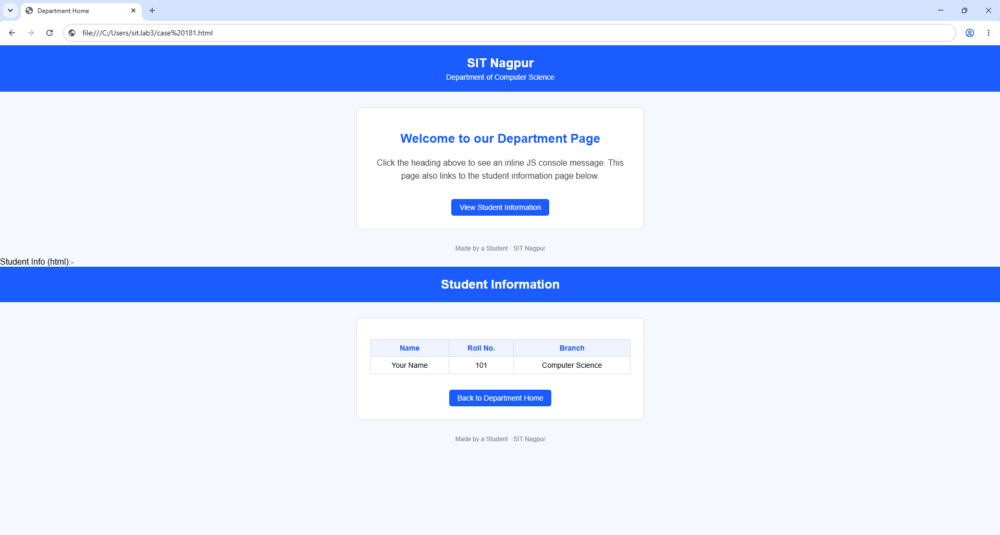 Department Home
file:///C:/Users/sit.lab3/case%20181.html
SIT Nagpur
Department of Computer Science
Welcome to our Department Page
Click the heading above to see an inline JS console message. This
page also links to the student information page below.
View Student Information
Made by a Student · SIT Nagpur
Student Info (html):-
Student Information
Name Roll No. Branch
Your Name 101 Computer Science
Back to Department Home
Made by a Student · SIT Nagpur